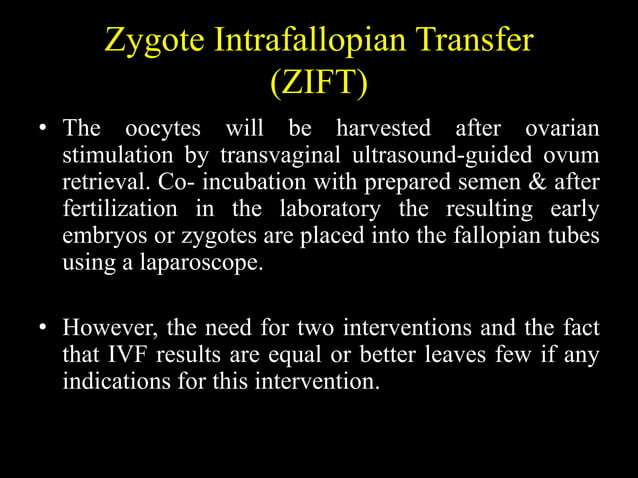 Zygote Intrafallopian Transfer
(ZIFT)
• The oocytes will be harvested after ovarian
stimulation by transvaginal ultrasound-guided ovum
retrieval. Co- incubation with prepared semen & after
fertilization in the laboratory the resulting early
embryos or zygotes are placed into the fallopian tubes
using a laparoscope.
• However, the need for two interventions and the fact
that IVF results are equal or better leaves few if any
indications for this intervention.